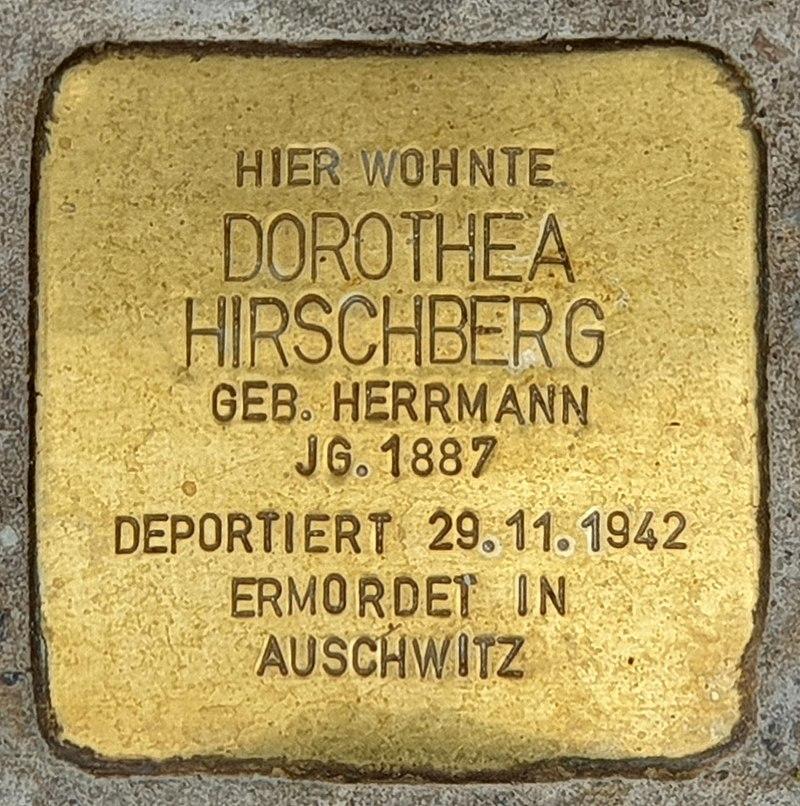 HIER WOHNTE
DOROTHEA
HIRSCHBERG
GEB. HERRMANN
JG. 1887
DEPORTIERT 29.11.1942
ERMORDET IN
AUSCHWITZ